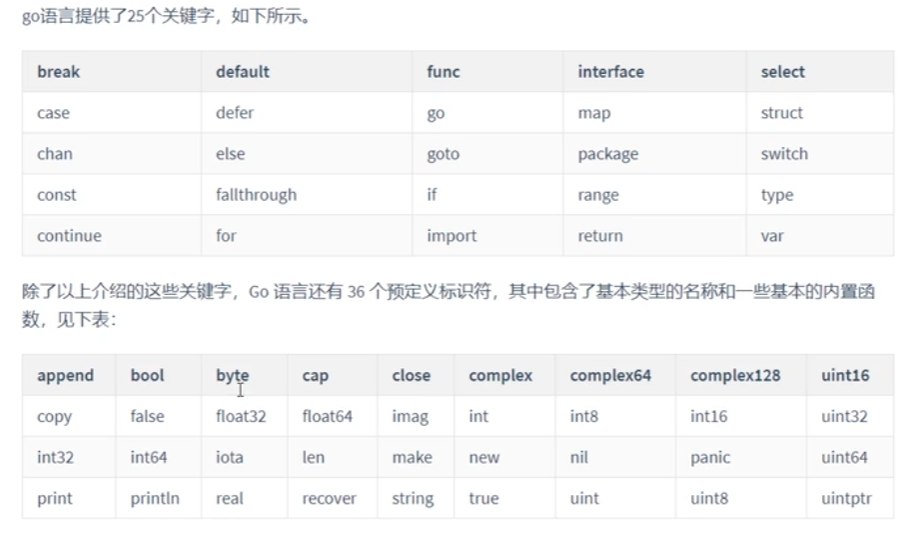 go语言提供了25个关键字，如下所示。
break default func interface select
case defer go map struct
chan else goto package switch
const fallthrough if range type
continue for import return var
除了以上介绍的这些关键字，Go 语言还有 36 个预定义标识符，其中包含了基本类型的名称和一些基本的内置函
数，见下表：
append bool byte cap close complex complex64 complex128 uint16
copy false float32 float64 imag int int8 int16 uint32
int32 int64 iota len make new nil panic uint64
print println real recover string true uint uint8 uintptr